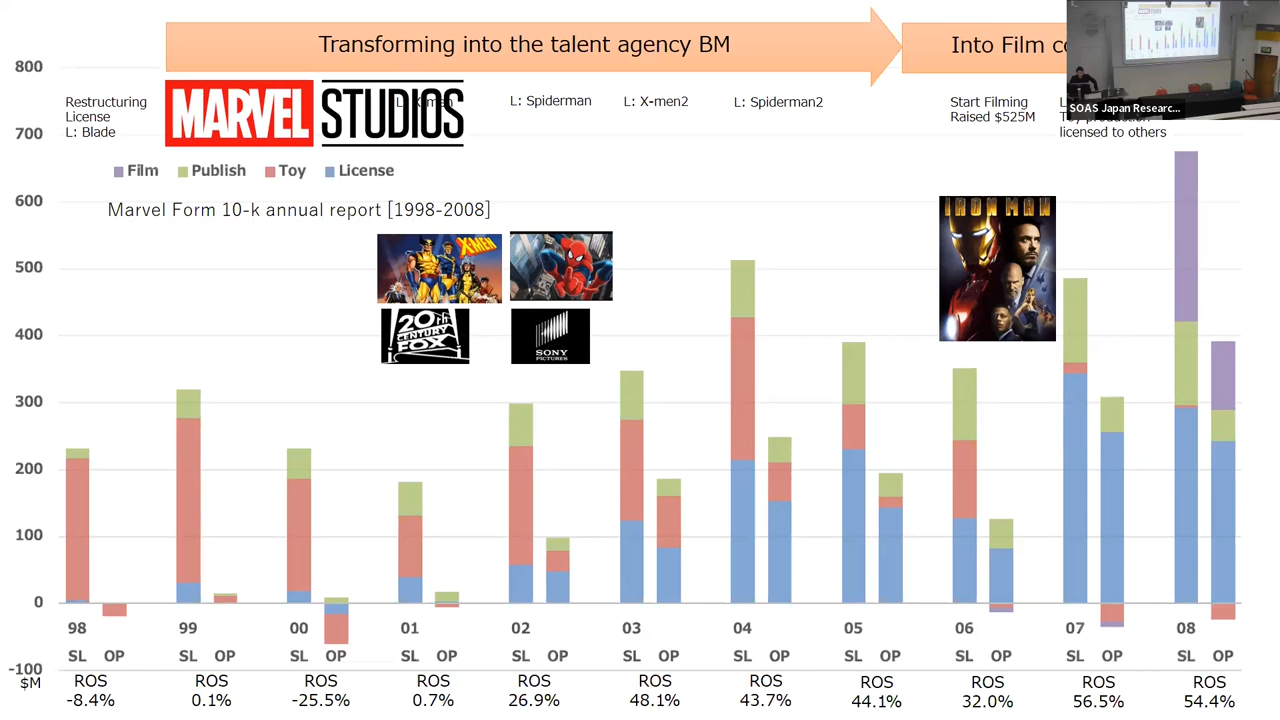 Transforming into the talent agency BM
Into Film
800
700
600
500
400
300
200
100
0
-100
$M
Restructuring
License
L: Blade
MARVEL STUDIOS
L: Spiderman
L: X-men2
L: Spiderman2
Start Filming
Raised $525M
licensed to others
SOAS Japan Researc...
Film Publish Toy License
Marvel Form 10-k annual report [1998-2008]
X-MEN
20th
CENTURY
FOX
SONY
PICTURES
IRON MAN
98 99 00 01 02 03 04 05 06 07 08
SL OP SL OP SL OP SL OP SL OP SL OP SL OP SL OP SL OP SL OP SL OP
ROS ROS ROS ROS ROS ROS ROS ROS ROS ROS ROS
-8.4% 0.1% -25.5% 0.7% 26.9% 48.1% 43.7% 44.1% 32.0% 56.5% 54.4%